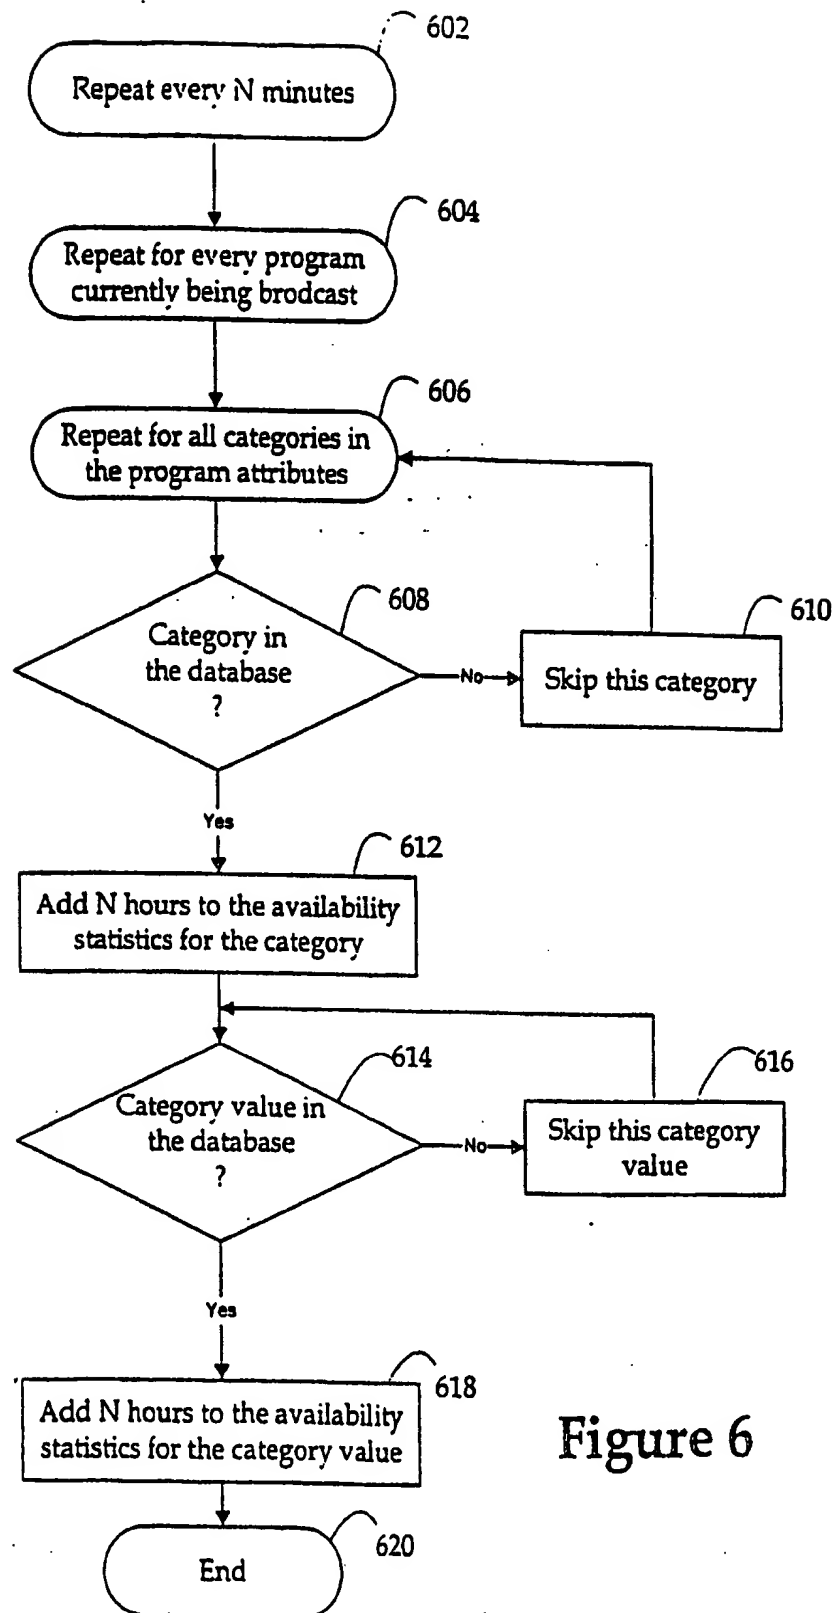 602
Repeat every N minutes
604
Repeat for every program
currently being brodcast
606
Repeat for all categories in
the program attributes
608
Category in
the database
?
No
610
Skip this category
Yes
612
Add N hours to the availability
statistics for the category
614
Category value in
the database
?
No
616
Skip this category
value
Yes
618
Add N hours to the availability
statistics for the category value
Figure 6
620
End